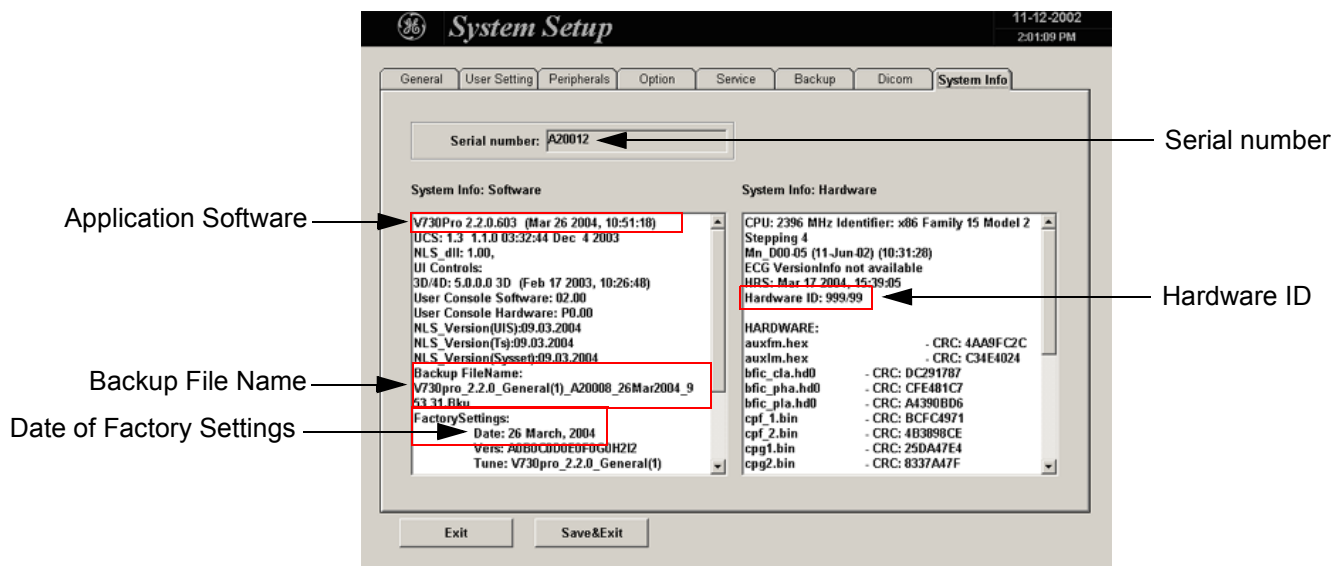 System Setup
11-12-2002
2:01:09 PM
General User Setting Peripherals Option Service Backup Dicom System Info
Serial number: A20012
Serial number
System Info: Software
System Info: Hardware
Application Software
V730Pro 2.2.0.603 (Mar 26 2004, 10:51:18)
UCS: 1.3 1.1.0 03:32:44 Dec 4 2003
NLS_dll: 1.00,
UI Controls:
3D/4D: 5.0.0.0 3D (Feb 17 2003, 10:26:48)
User Console Software: 02.00
User Console Hardware: P0.00
NLS_Version(UIS):09.03.2004
NLS_Version(Ts):09.03.2004
NLS_Version(Sysset):09.03.2004
Backup File Name
Backup FileName:
V730pro_2.2.0_General(1)_A20008_26Mar2004_9
53 31.Bku
FactorySettings:
Date of Factory Settings
Date: 26 March, 2004
Vers: A0B0C0D0E0F0G0H2I2
Tune: V730pro_2.2.0_General(1)
CPU: 2396 MHz Identifier: x86 Family 15 Model 2
Stepping 4
Mn_D00-05 (11-Jun-02) (10:31:28)
ECG VersionInfo not available
HRS: Mar 17 2004, 15:39:05
Hardware ID: 999/99
Hardware ID
HARDWARE:
auxfm.hex - CRC: 4AA9FC2C
auxlm.hex - CRC: C34E4024
bfic_cla.hd0 - CRC: DC291787
bfic_pha.hd0 - CRC: CFE481C7
bfic_pla.hd0 - CRC: A4390BD6
cpf_1.bin - CRC: BCFC4971
cpf_2.bin - CRC: 4B3898CE
cpg1.bin - CRC: 25DA47E4
cpg2.bin - CRC: 8337A47F
Exit
Save&Exit